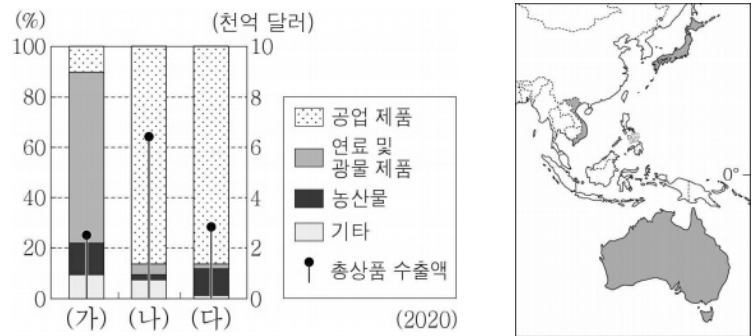 (%)
(천억 달러)
100
80
60
40
20
0
10
8
6
4
2
0
(가)
(나)
(다)
공업 제품
연료 및
광물 제품
농산물
기타
총상품 수출액
(2020)
0°